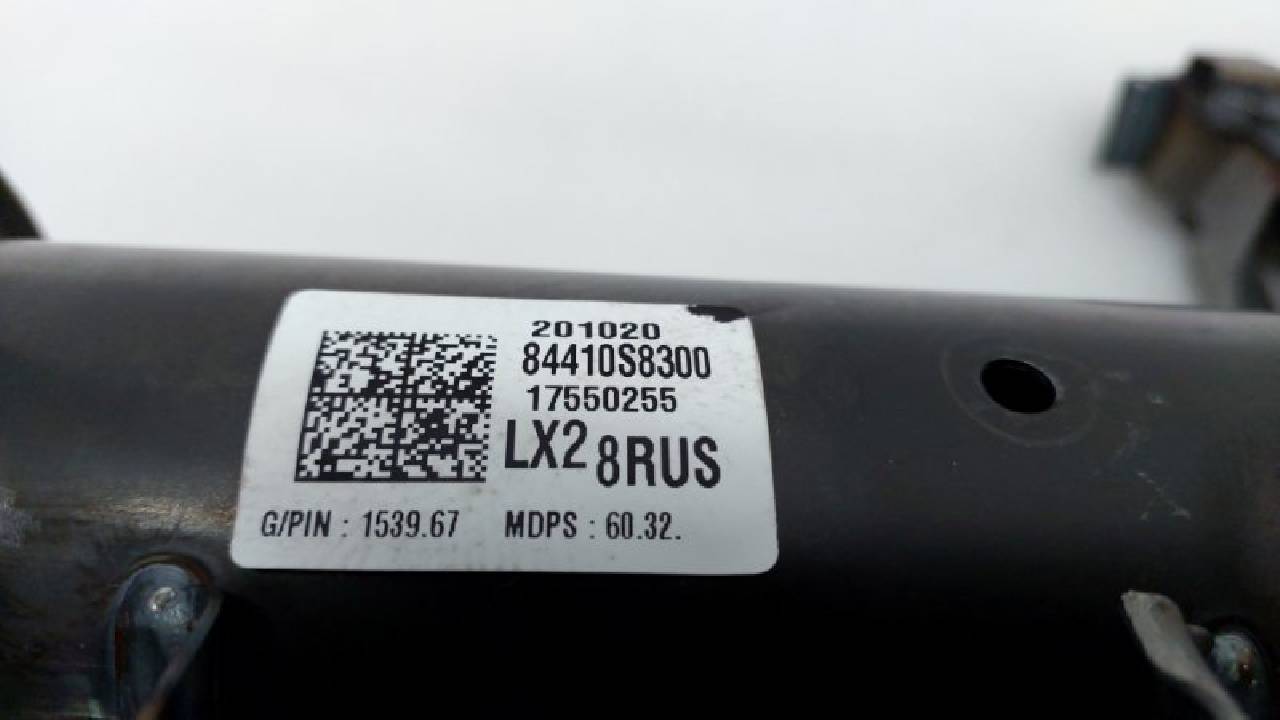 201020
84410S8300
17550255
LX2 8RUS
G/PIN : 1539.67 MDPS : 60.32.